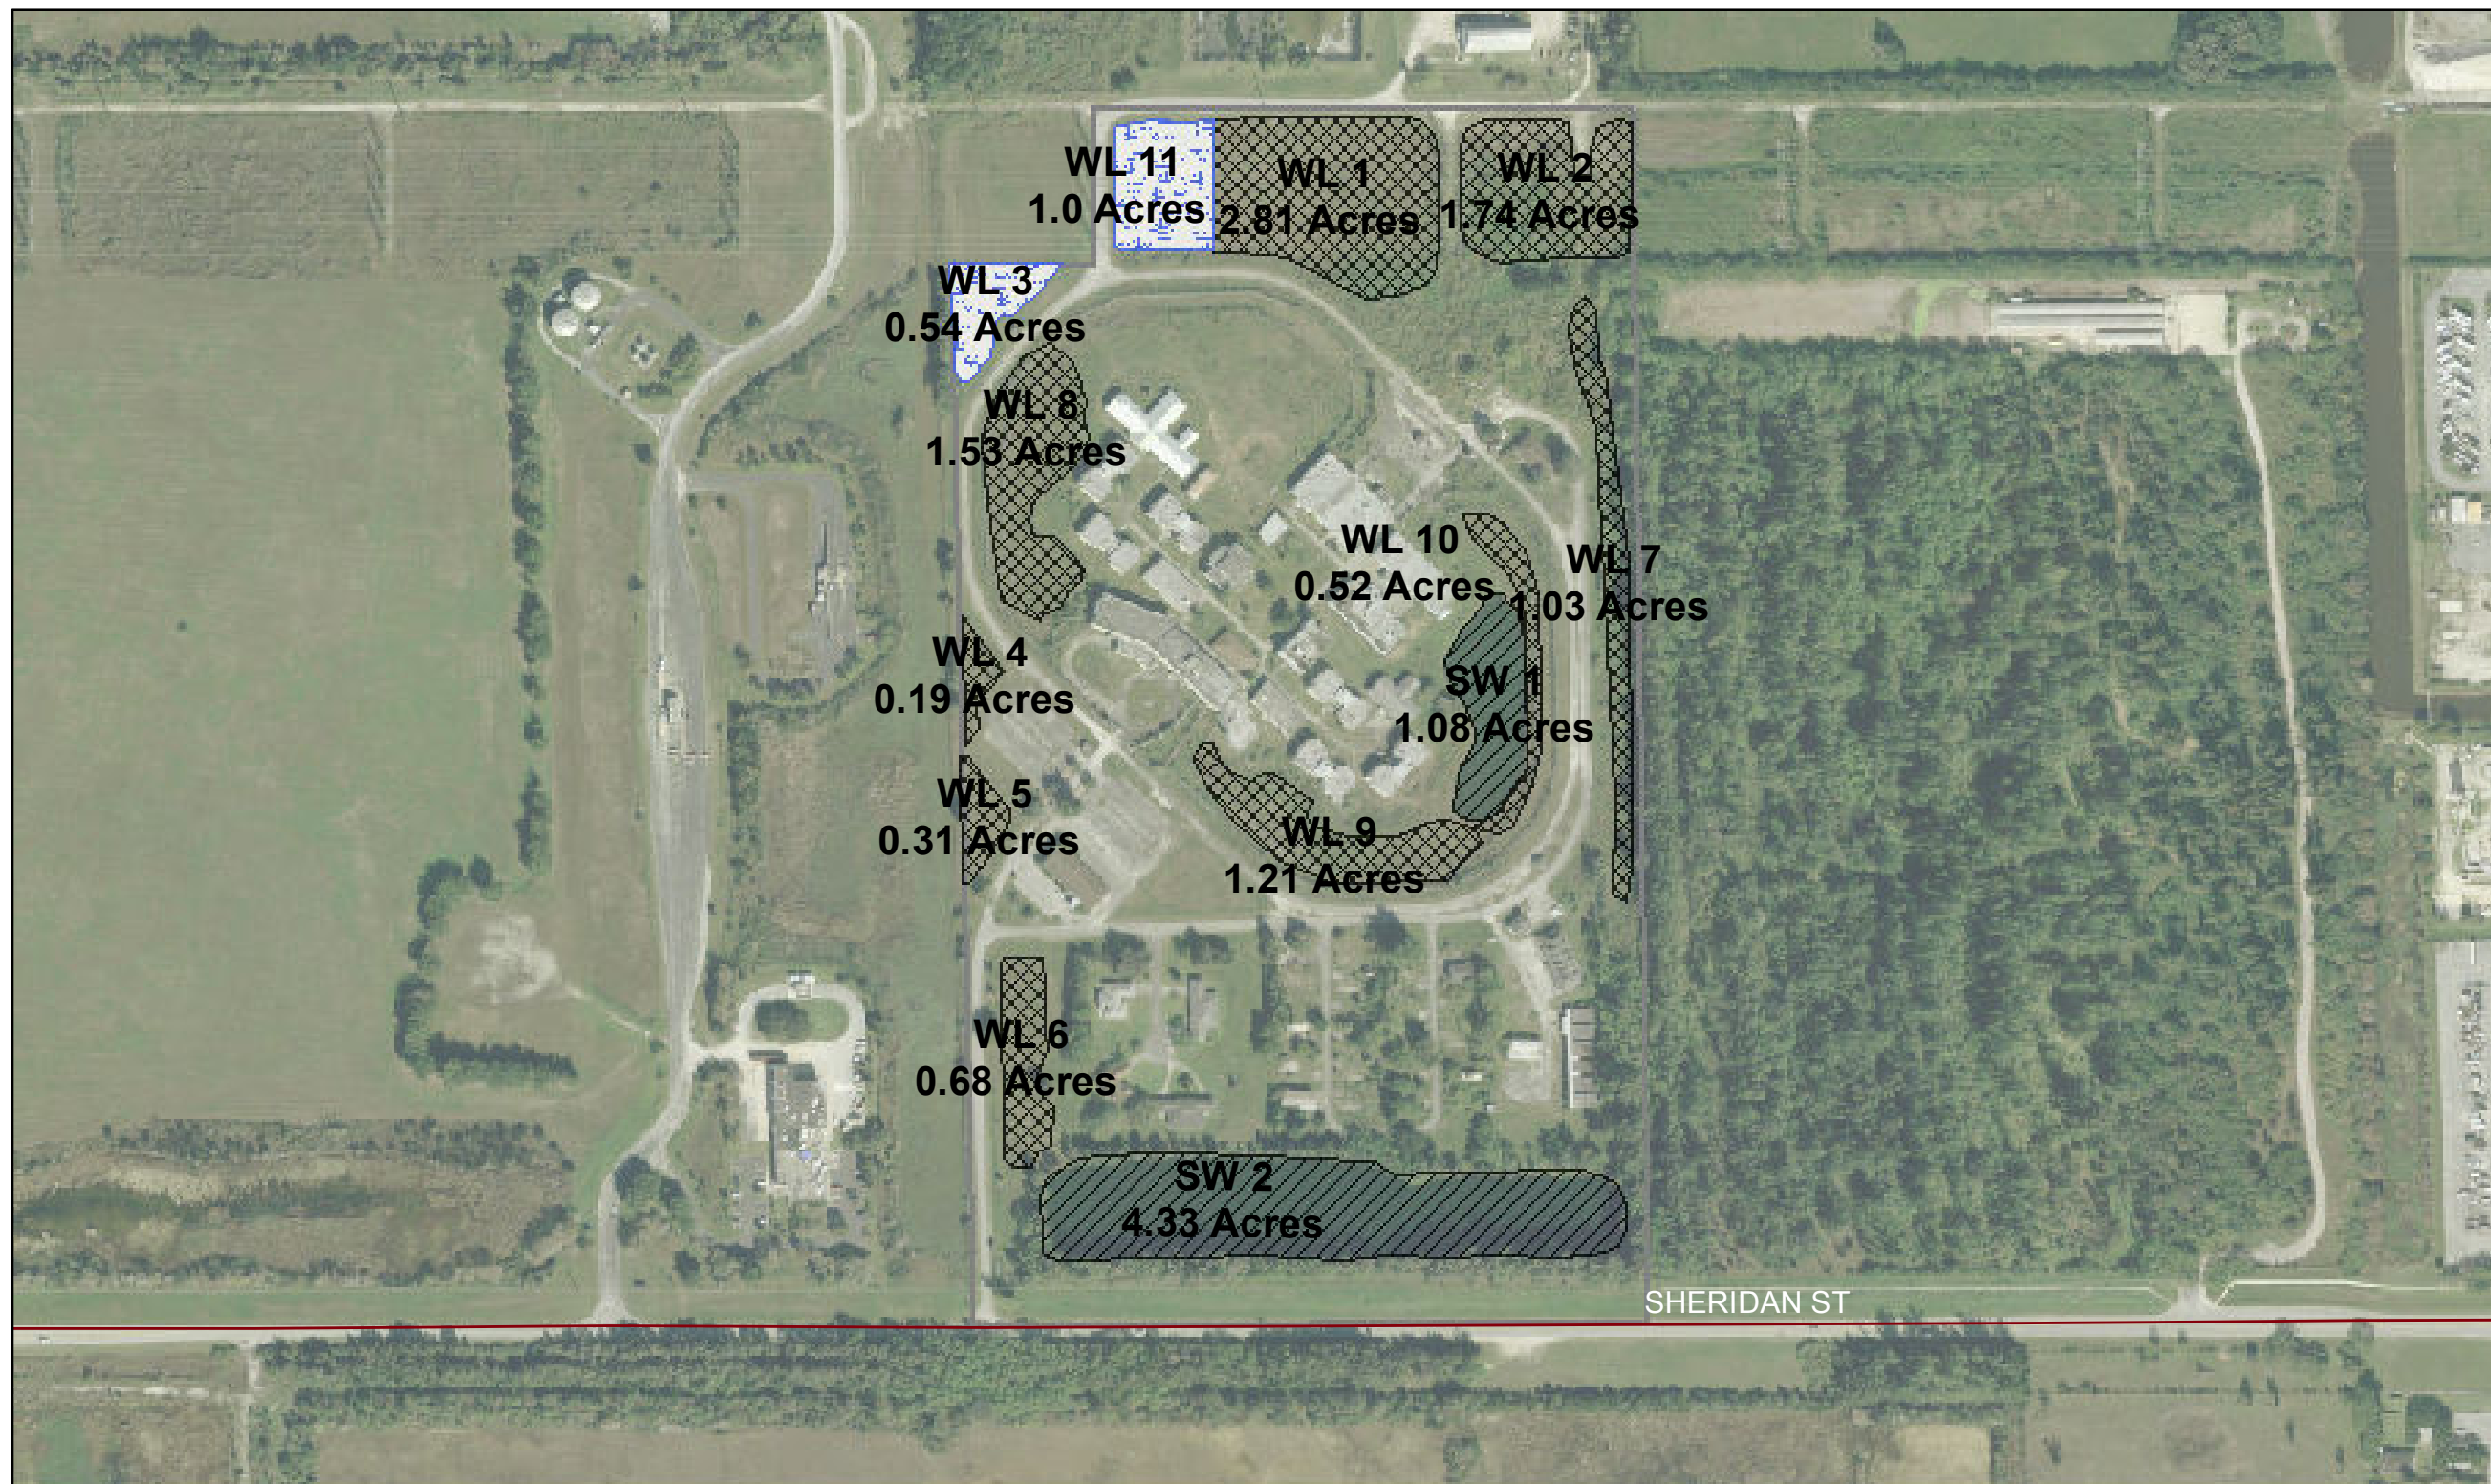 WL 11
1.0 Acres
WL 1
2.81 Acres
WL 2
1.74 Acres
WL 3
0.54 Acres
WL 8
1.53 Acres
WL 10
0.52 Acres
WL 7
1.03 Acres
WL 4
0.19 Acres
SW 1
1.08 Acres
WL 5
0.31 Acres
WL 9
1.21 Acres
WL 6
0.68 Acres
SW 2
4.33 Acres
SHERIDAN ST